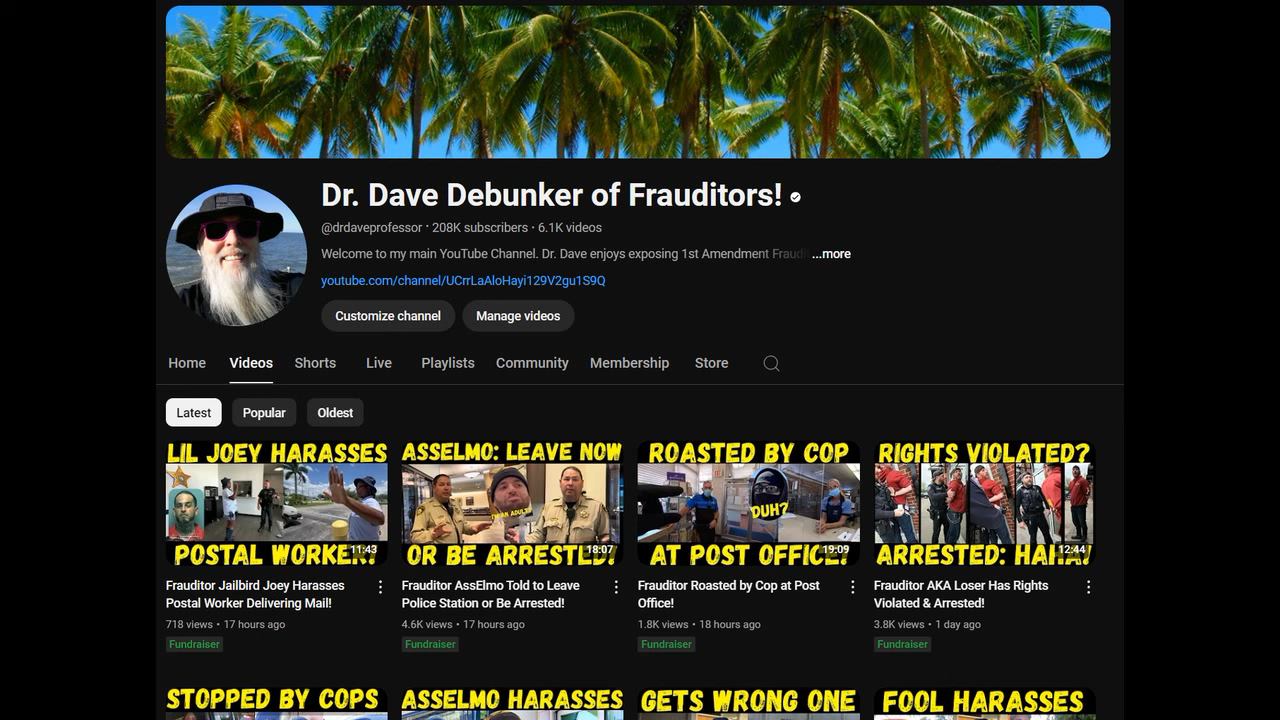 Dr. Dave Debunker of Frauditors!
@drdaveprofessor · 208K subscribers · 6.1K videos
Welcome to my main YouTube Channel. Dr. Dave enjoys exposing 1st Amendment Fraudi ...more
youtube.com/channel/UCrrLaAloHayi129V2gu1S9Q
Customize channel Manage videos
Home Videos Shorts Live Playlists Community Membership Store
Latest Popular Oldest
LIL JOEY HARASSES
POSTAL WORKER!
11:43
Frauditor Jailbird Joey Harasses
Postal Worker Delivering Mail!
718 views • 17 hours ago
Fundraiser
ASSELMO: LEAVE NOW
I'M AN ADULT!
OR BE ARRESTED!
18:07
Frauditor AssElmo Told to Leave
Police Station or Be Arrested!
4.6K views • 17 hours ago
Fundraiser
ROASTED BY COP
DUH?
AT POST OFFICE!
19:09
Frauditor Roasted by Cop at Post
Office!
1.8K views • 18 hours ago
Fundraiser
RIGHTS VIOLATED?
ARRESTED: HAHA!
12:44
Frauditor AKA Loser Has Rights
Violated & Arrested!
3.8K views • 1 day ago
Fundraiser
STOPPED BY COPS
ASSELMO HARASSES
GETS WRONG ONE
FOOL HARASSES